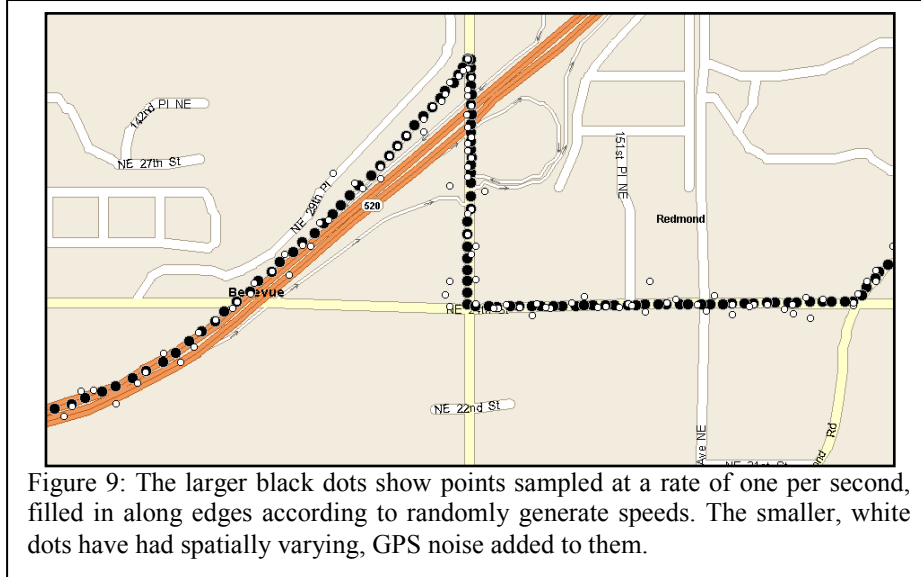 142nd Pl NE
NE 27th St
NE 29th Pl
520
151st Pl NE
Redmond
Bellevue
NE 24th St
NE 22nd St
Ave NE
NE 21st St
Rd
Figure 9: The larger black dots show points sampled at a rate of one per second,
filled in along edges according to randomly generate speeds. The smaller, white
dots have had spatially varying, GPS noise added to them.